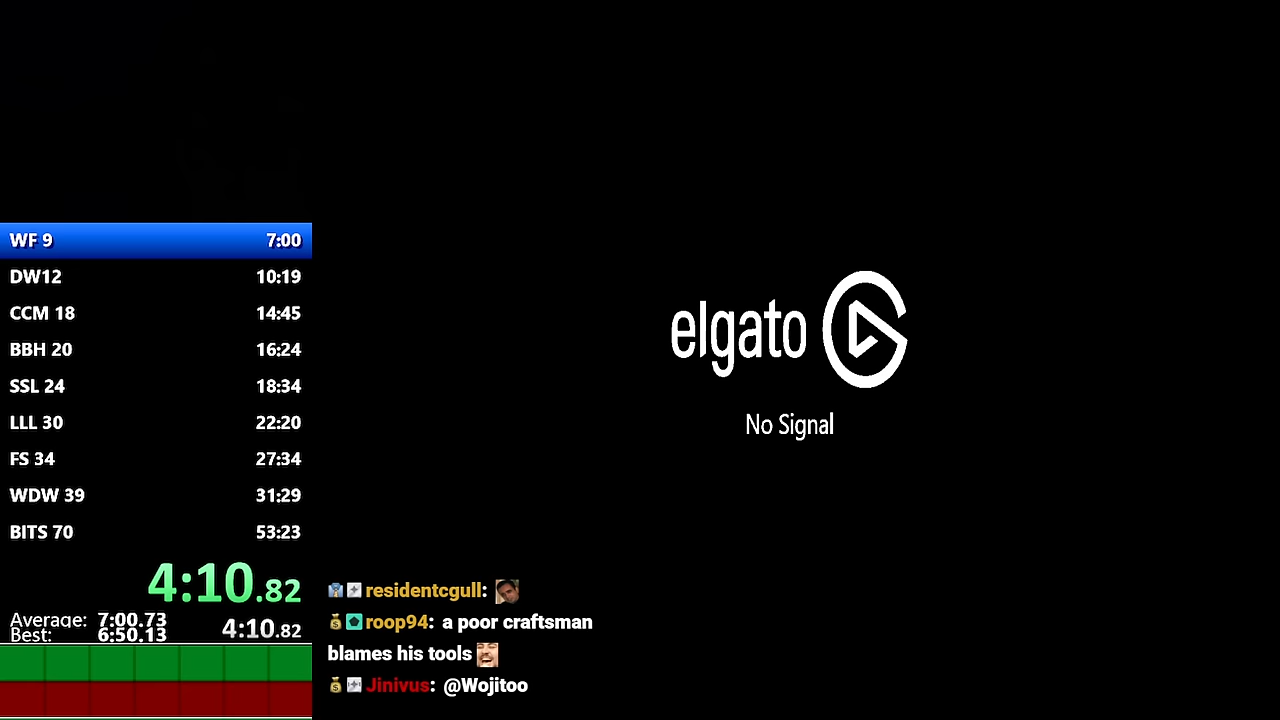 WF 9 7:00
DW12 10:19
CCM 18 14:45
BBH 20 16:24
SSL 24 18:34
LLL 30 22:20
FS 34 27:34
WDW 39 31:29
BITS 70 53:23
4:10.82
Average: 7:00.73
Best: 6:50.13 4:10.82
elgato
No Signal
residentcgull:
roop94: a poor craftsman
blames his tools
Jinivus: @Wojitoo